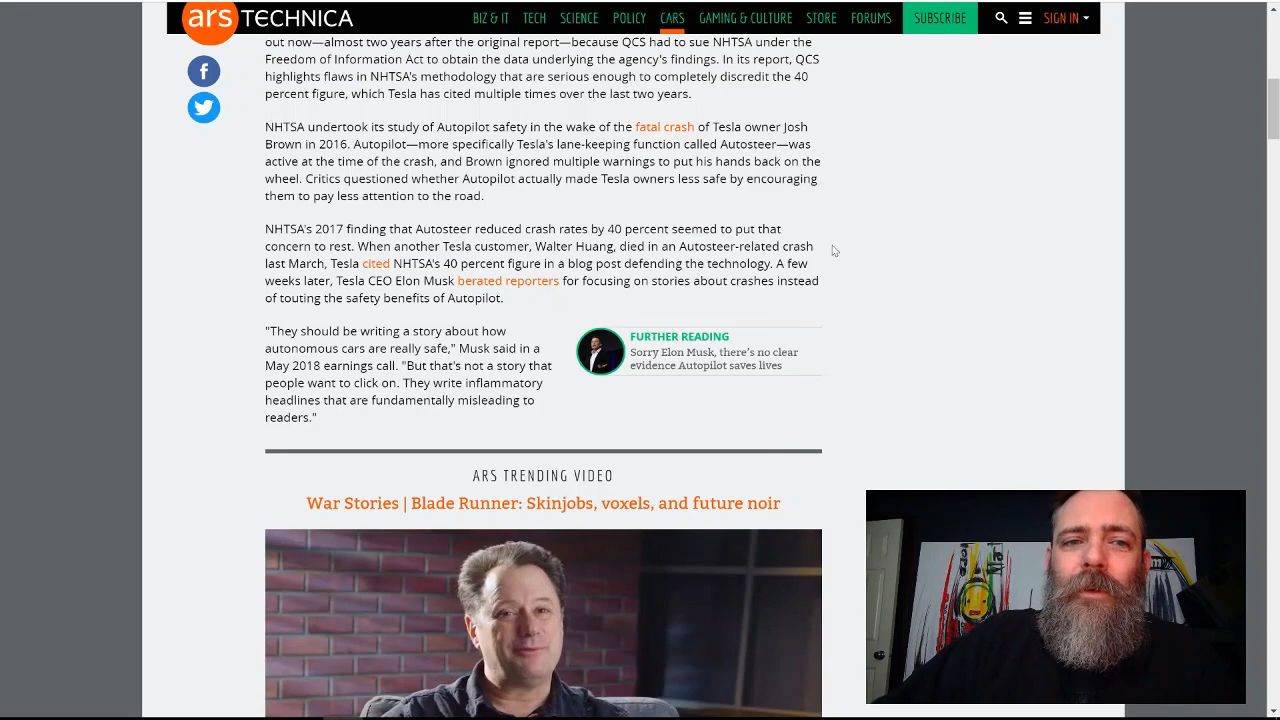 ars TECHNICA
BIZ & IT TECH SCIENCE POLICY CARS GAMING & CULTURE STORE FORUMS SUBSCRIBE SIGN IN
out now—almost two years after the original report—because QCS had to sue NHTSA under the
Freedom of Information Act to obtain the data underlying the agency's findings. In its report, QCS
highlights flaws in NHTSA's methodology that are serious enough to completely discredit the 40
percent figure, which Tesla has cited multiple times over the last two years.
NHTSA undertook its study of Autopilot safety in the wake of the fatal crash of Tesla owner Josh
Brown in 2016. Autopilot—more specifically Tesla's lane-keeping function called Autosteer—was
active at the time of the crash, and Brown ignored multiple warnings to put his hands back on the
wheel. Critics questioned whether Autopilot actually made Tesla owners less safe by encouraging
them to pay less attention to the road.
NHTSA's 2017 finding that Autosteer reduced crash rates by 40 percent seemed to put that
concern to rest. When another Tesla customer, Walter Huang, died in an Autosteer-related crash
last March, Tesla cited NHTSA's 40 percent figure in a blog post defending the technology. A few
weeks later, Tesla CEO Elon Musk berated reporters for focusing on stories about crashes instead
of touting the safety benefits of Autopilot.
"They should be writing a story about how
autonomous cars are really safe," Musk said in a
May 2018 earnings call. "But that's not a story that
people want to click on. They write inflammatory
headlines that are fundamentally misleading to
readers."
FURTHER READING
Sorry Elon Musk, there's no clear
evidence Autopilot saves lives
ARS TRENDING VIDEO
War Stories | Blade Runner: Skinjobs, voxels, and future noir